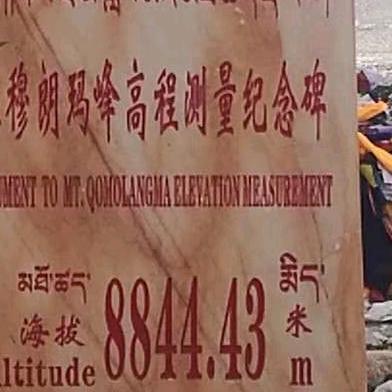 穆朗玛峰高程测量纪念碑
UMENT TO MT. QOMOLANGMA ELEVATION MEASUREMENT
མཐོ་ཚད་ 8844.43 སྨིད་
海拔 米
ltitude m